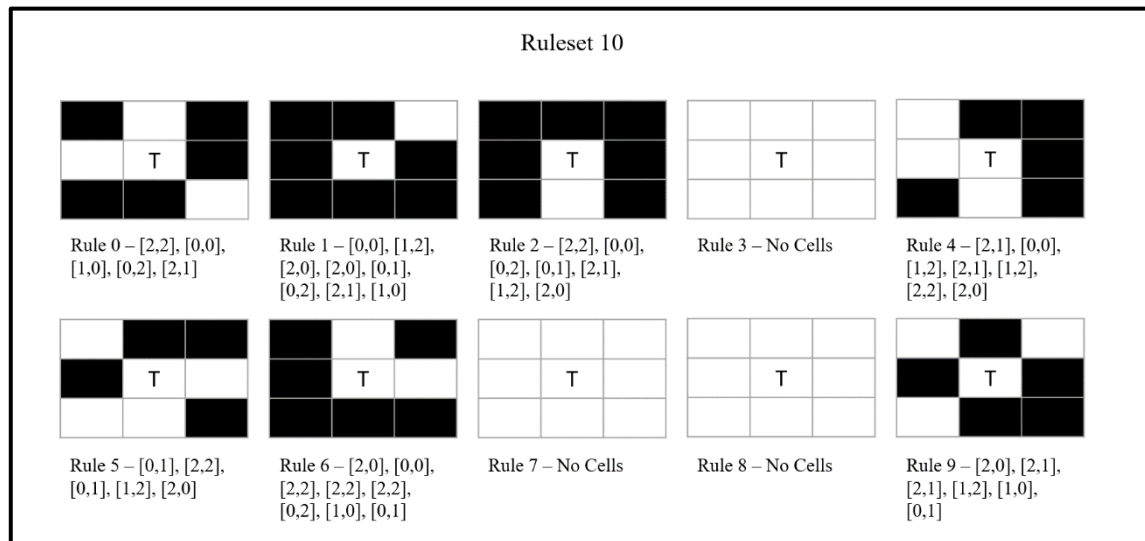 Ruleset 10
T T T T T
Rule 0 – [2,2], [0,0],
[1,0], [0,2], [2,1]
Rule 1 – [0,0], [1,2],
[2,0], [2,0], [0,1],
[0,2], [2,1], [1,0]
Rule 2 – [2,2], [0,0],
[0,2], [0,1], [2,1],
[1,2], [2,0]
Rule 3 – No Cells
Rule 4 – [2,1], [0,0],
[1,2], [2,1], [1,2],
[2,2], [2,0]
T T T T T
Rule 5 – [0,1], [2,2],
[0,1], [1,2], [2,0]
Rule 6 – [2,0], [0,0],
[2,2], [2,2], [2,2],
[0,2], [1,0], [0,1]
Rule 7 – No Cells
Rule 8 – No Cells
Rule 9 – [2,0], [2,1],
[2,1], [1,2], [1,0],
[0,1]